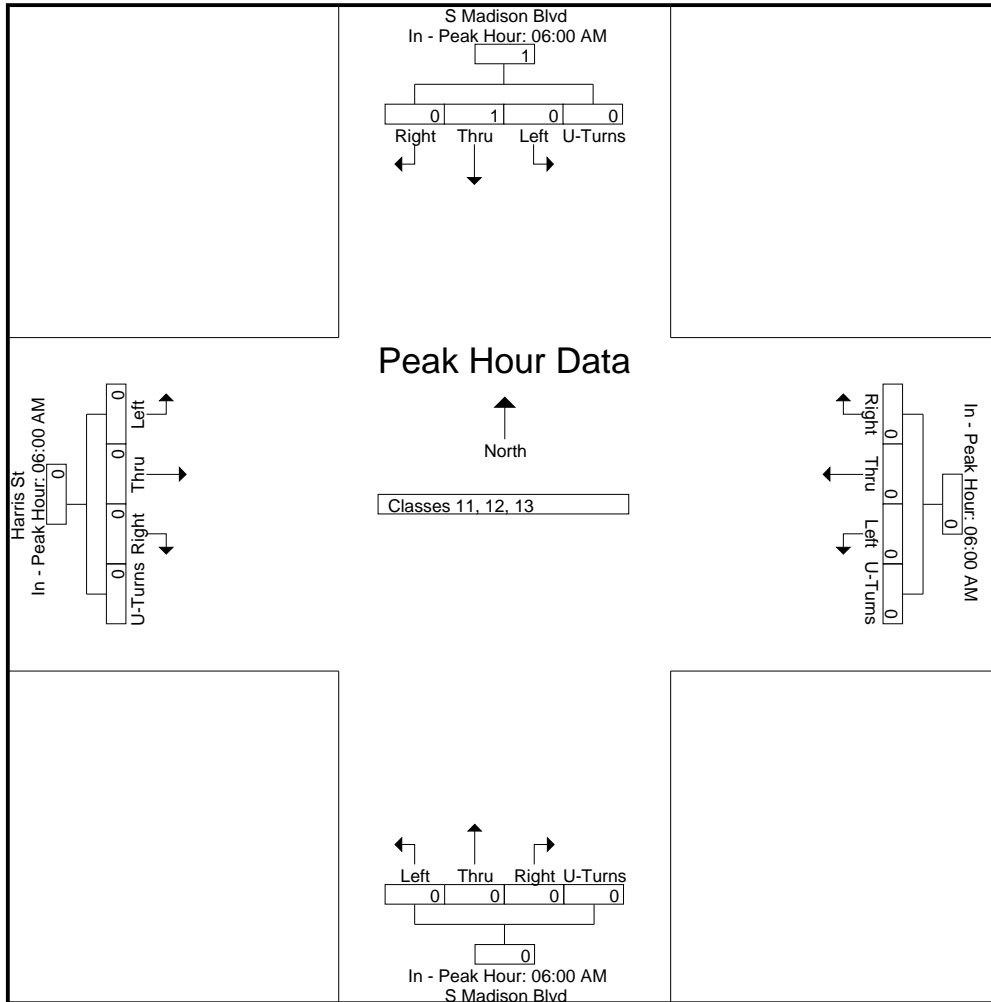 S Madison Blvd
In - Peak Hour: 06:00 AM
1
0 1 0 0
Right Thru Left U-Turns
Peak Hour Data
North
Classes 11, 12, 13
Harris St
In - Peak Hour: 06:00 AM
0
0 0 0 0
Left Thru Right U-Turns
In - Peak Hour: 06:00 AM
0
0 0 0 0
Right Thru Left U-Turns
Left Thru Right U-Turns
0 0 0 0
0
In - Peak Hour: 06:00 AM
S Madison Blvd